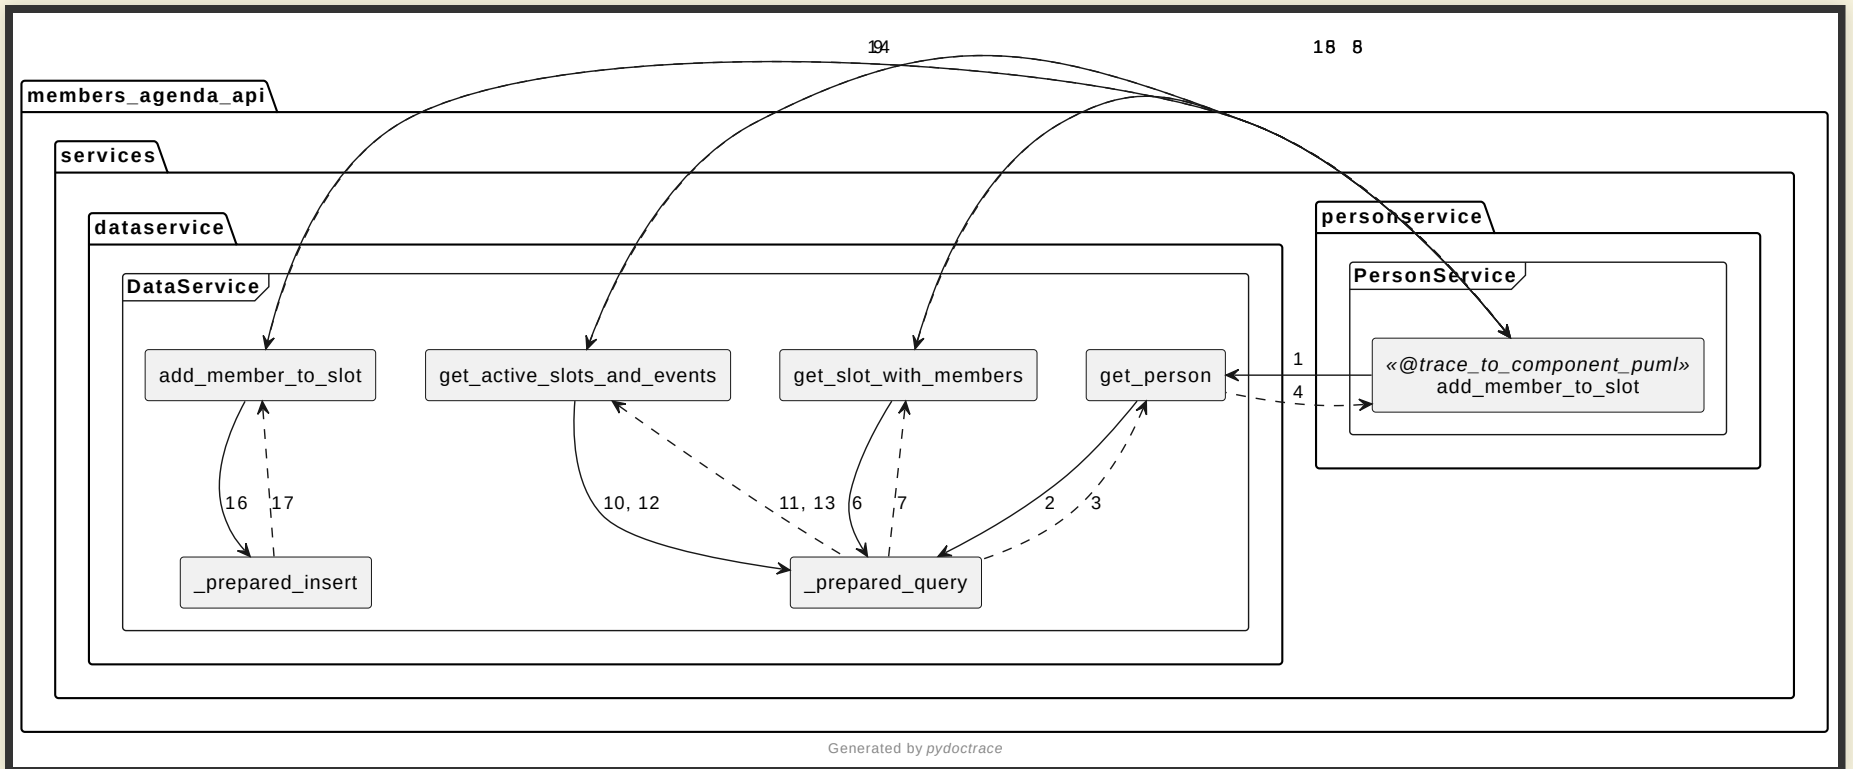 members_agenda_api
services
dataservice
personservice
DataService
PersonService
add_member_to_slot
get_active_slots_and_events
get_slot_with_members
get_person
1
4
«@trace_to_component_puml»
add_member_to_slot
16
17
10, 12
11, 13
6
7
2
3
_prepared_insert
_prepared_query
Generated by pydoctrace